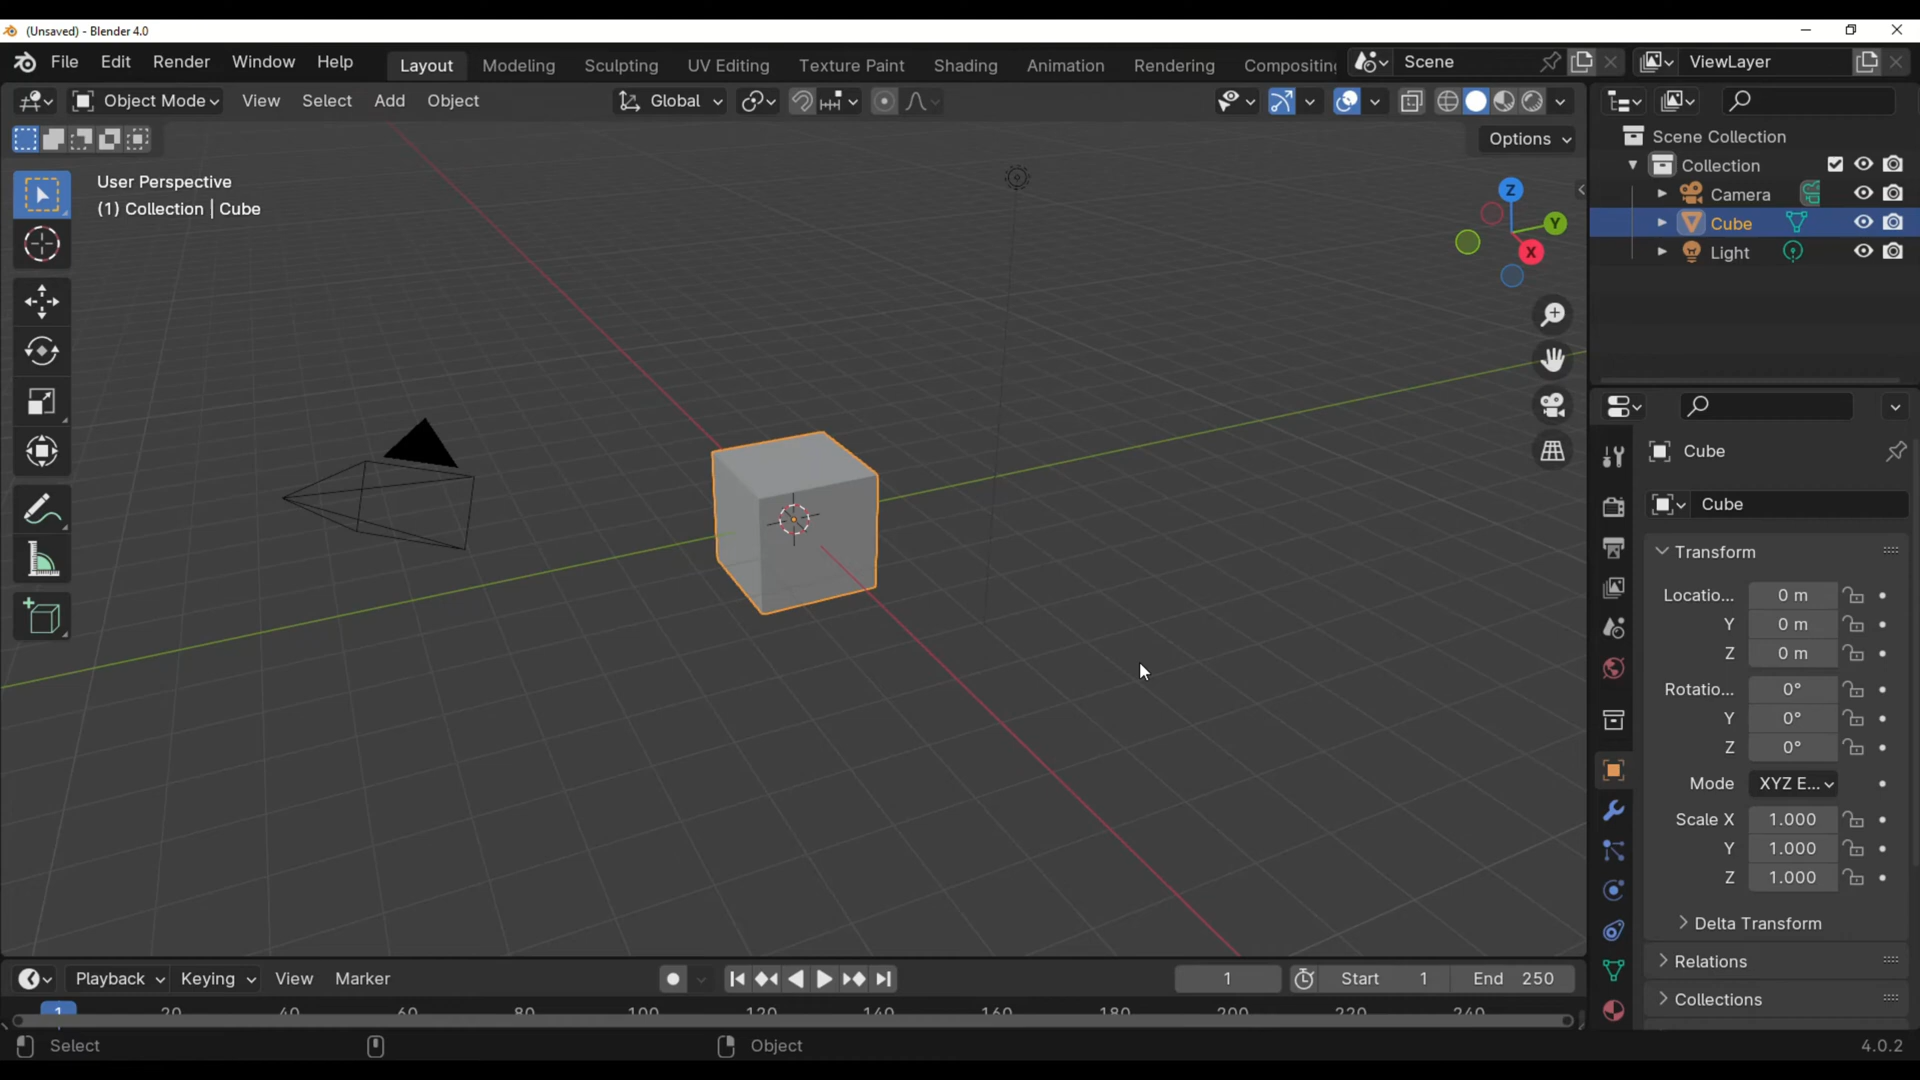 (Unsaved) - Blender 4.0
File Edit Render Window Help Layout Modeling Sculpting UV Editing Texture Paint Shading Animation Rendering Compositing Scene ViewLayer
Object Mode View Select Add Object Global
Options
User Perspective
(1) Collection | Cube
Z
Y
X
Scene Collection
Collection
Camera
Cube
Light
Cube
Cube
Transform
Locatio... 0 m
Y 0 m
Z 0 m
Rotatio... 0°
Y 0°
Z 0°
Mode XYZ E...
Scale X 1.000
Y 1.000
Z 1.000
Delta Transform
Relations
Collections
Playback Keying View Marker 1 Start 1 End 250
1 20 40 60 80 100 120 140 160 180 200 220 240
Select Object 4.0.2